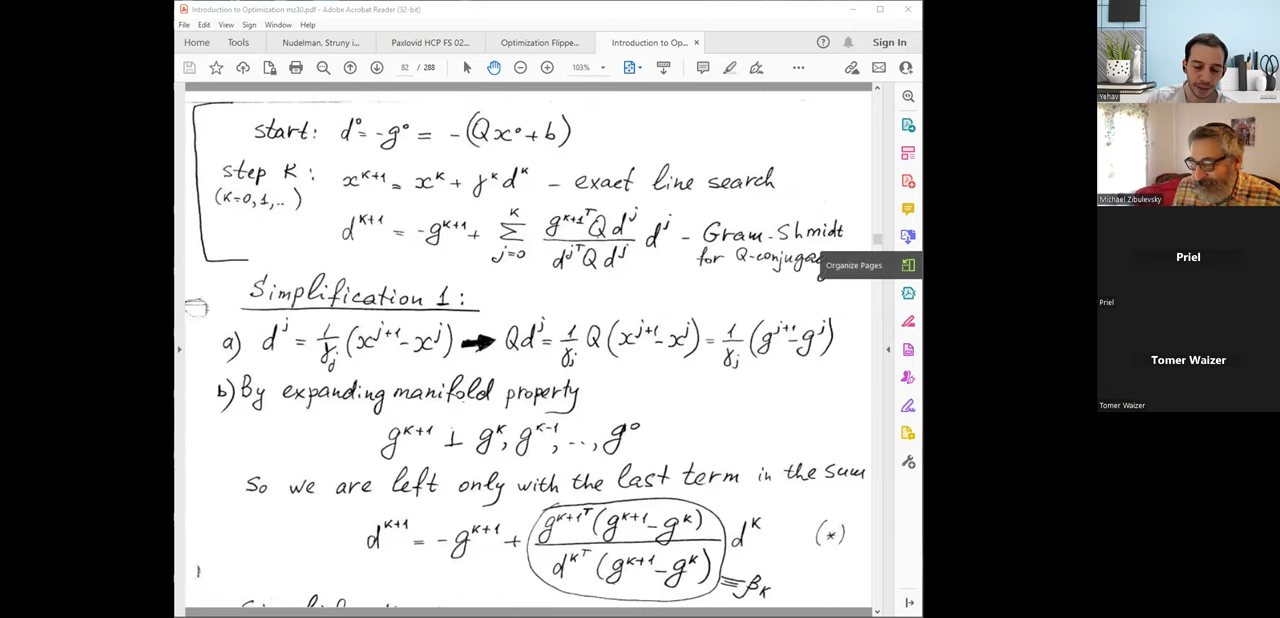 Introduction to Optimization mz30.pdf - Adobe Acrobat Reader (32-bit)
File Edit View Sign Window Help
Home Tools Nudelman, Struny i ... Paxlovid HCP FS 02... Optimization Flippe... Introduction to Op... × Sign In
82 / 288 103%
start: d⁰ = -g⁰ = -(Qx⁰ + b)
step K: x^{K+1} = x^K + γ^K d^K - exact line search
(K=0,1,..)
d^{K+1} = -g^{K+1} + Σ_{j=0}^{K} (g^{K+1 T} Q d^j / d^{j T} Q d^j) d^j - Gram-Shmidt
for Q-conjugac
Organize Pages
Simplification 1:
a) d^j = 1/γ_j (x^{j+1} - x^j) → Qd^j = 1/γ_j Q(x^{j+1} - x^j) = 1/γ_j (g^{j+1} - g^j)
b) By expanding manifold property
g^{K+1} ⊥ g^K, g^{K-1}, ..., g⁰
So we are left only with the last term in the sum
d^{K+1} = -g^{K+1} + (g^{K+1 T} (g^{K+1} - g^K) / d^{K T} (g^{K+1} - g^K)) d^K (*)
≡ β_K
Yehav
Michael Zibulevsky
Priel
Priel
Tomer Waizer
Tomer Waizer